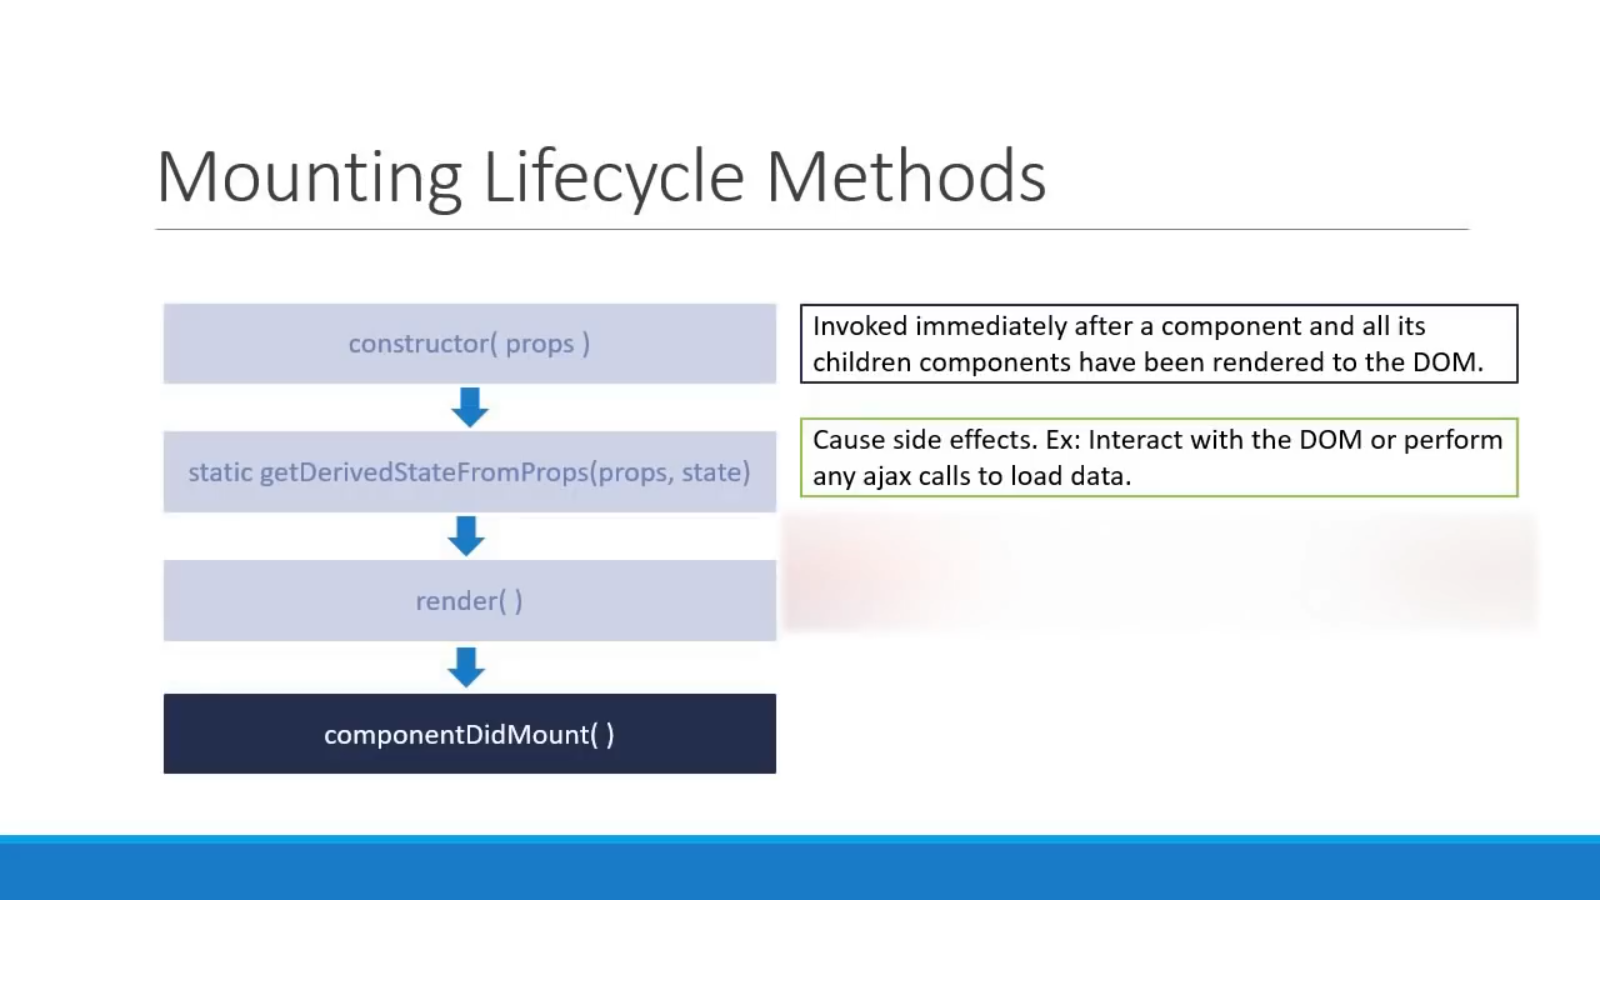 Mounting Lifecycle Methods
constructor( props )
static getDerivedStateFromProps(props, state)
render( )
componentDidMount( )
Invoked immediately after a component and all its
children components have been rendered to the DOM.
Cause side effects. Ex: Interact with the DOM or perform
any ajax calls to load data.